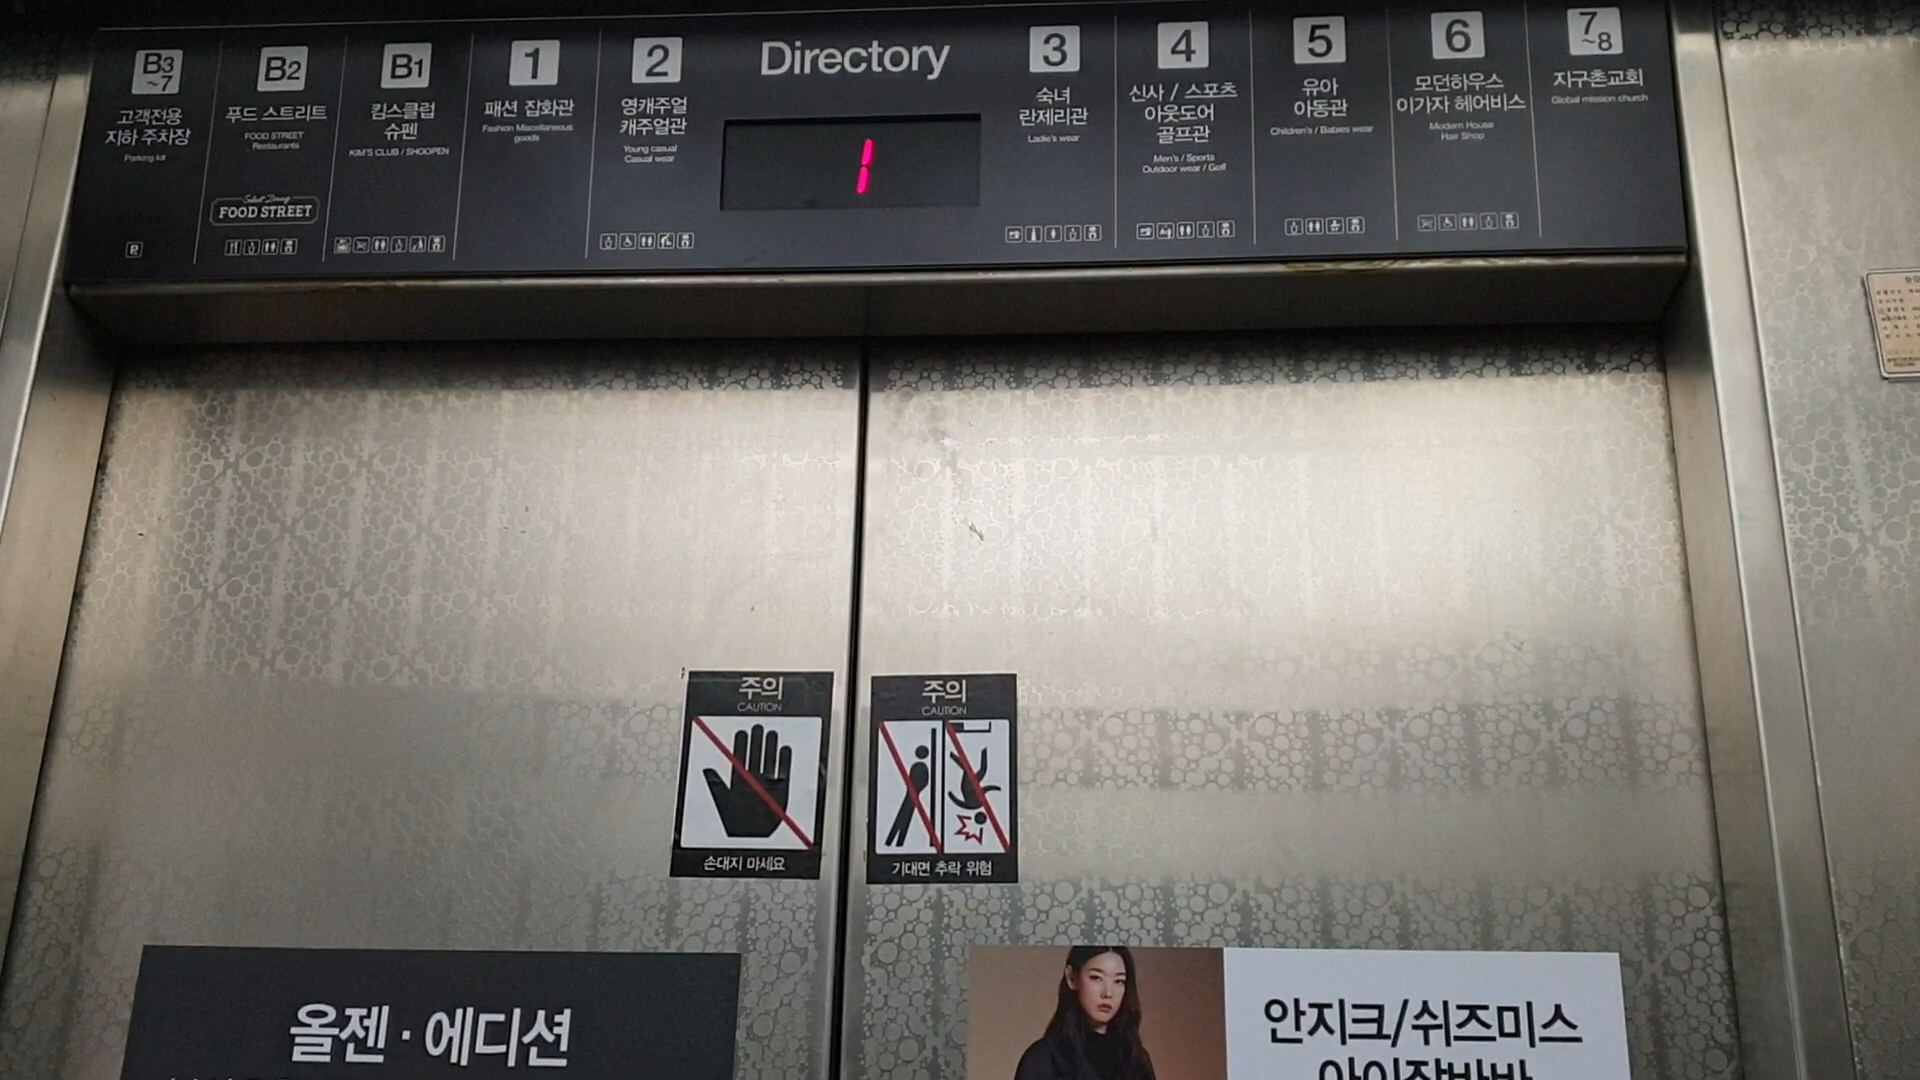 B3
~7
고객전용
지하 주차장
Parking lot
B2
푸드 스트리트
FOOD STREET
Restaurants
Select Dining
FOOD STREET
B1
킴스클럽
슈펜
KIM'S CLUB / SHOOPEN
1
패션 잡화관
Fashion Miscellaneous
goods
2
영캐주얼
캐주얼관
Young casual
Casual wear
Directory
1
3
숙녀
란제리관
Ladie's wear
4
신사 / 스포츠
아웃도어
골프관
Men's / Sports
Outdoor wear / Golf
5
유아
아동관
Children's / Babies wear
6
모던하우스
이가자 헤어비스
Modern House
Hair Shop
7
~8
지구촌교회
Global mission church
주의
CAUTION
손대지 마세요
주의
CAUTION
기대면 추락 위험
올젠 · 에디션
안지크/쉬즈미스